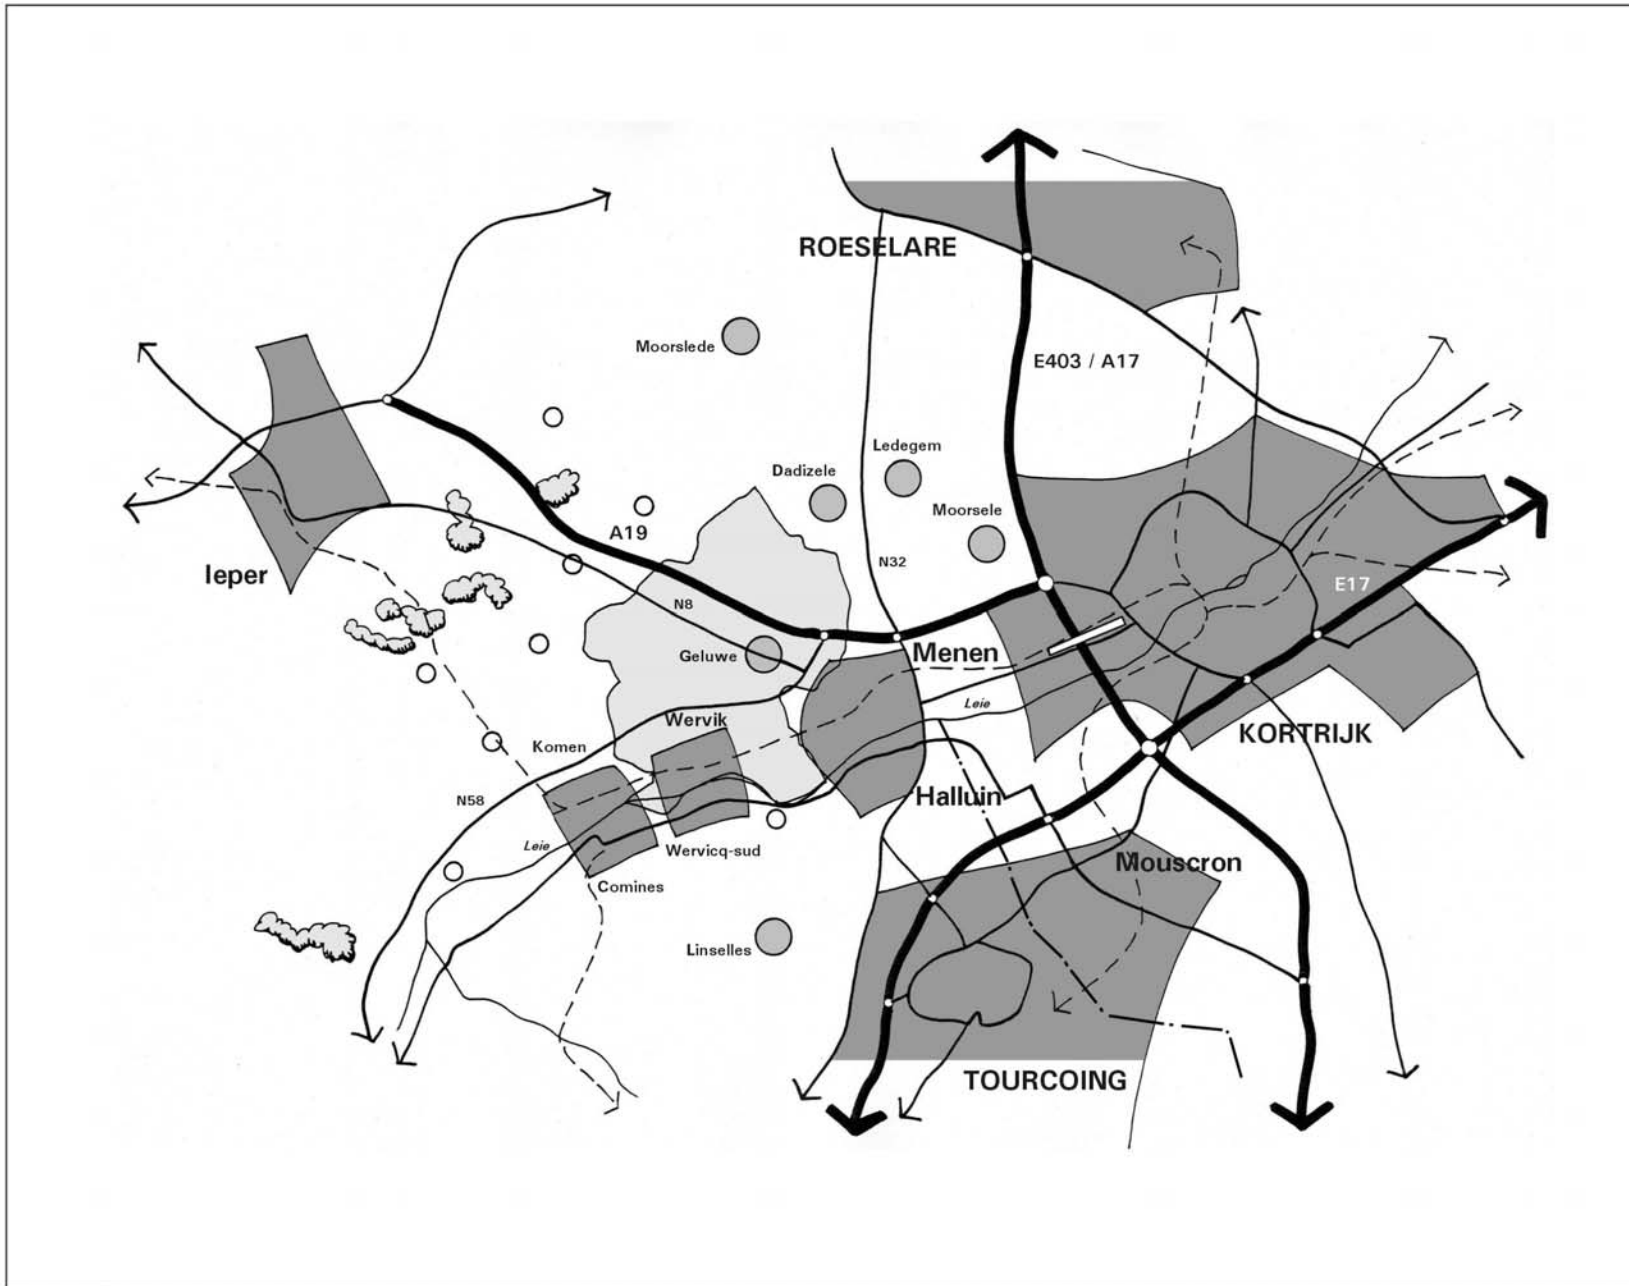 ROESELARE
Moorslede
E403 / A17
Ledegem
Dadizele
Moorsele
A19
N32
Ieper
E17
N8
Geluwe
Menen
Leie
Wervik
KORTRIJK
Komen
N58
Halluin
Leie
Wervicq-sud
Mouscron
Comines
Linselles
TOURCOING